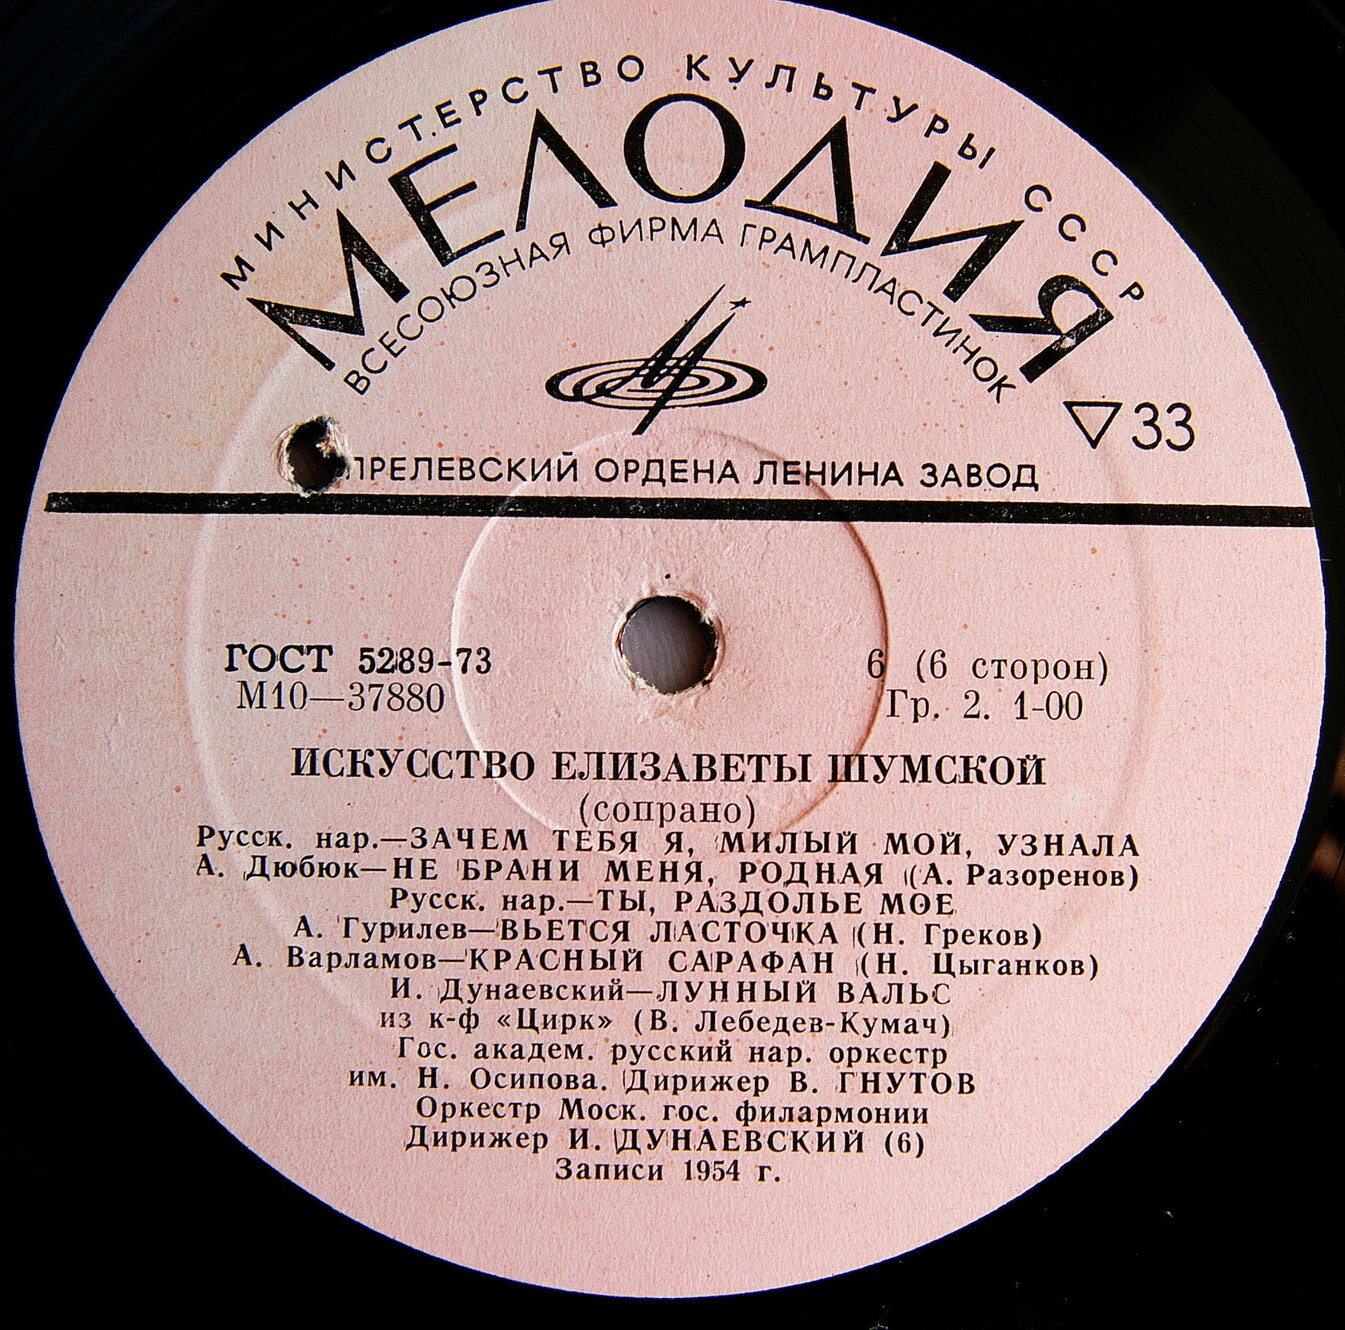 МИНИСТЕРСТВО КУЛЬТУРЫ СССР
МЕЛОДИЯ
ВСЕСОЮЗНАЯ ФИРМА ГРАМПЛАСТИНОК
▽33
ПРЕЛЕВСКИЙ ОРДЕНА ЛЕНИНА ЗАВОД
ГОСТ 5289-73
М10—37880
6 (6 сторон)
Гр. 2. 1-00
ИСКУССТВО ЕЛИЗАВЕТЫ ШУМСКОЙ
(сопрано)
Русск. нар.—ЗАЧЕМ ТЕБЯ Я, МИЛЫЙ МОЙ, УЗНАЛА
А. Дюбюк—НЕ БРАНИ МЕНЯ, РОДНАЯ (А. Разоренов)
Русск. нар.—ТЫ, РАЗДОЛЬЕ МОЕ
А. Гурилев—ВЬЕТСЯ ЛАСТОЧКА (Н. Греков)
А. Варламов—КРАСНЫЙ САРАФАН (Н. Цыганков)
И. Дунаевский—ЛУННЫЙ ВАЛЬС
из к-ф «Цирк» (В. Лебедев-Кумач)
Гос. академ. русский нар. оркестр
им. Н. Осипова. Дирижер В. ГНУТОВ
Оркестр Моск. гос. филармонии
Дирижер И. ДУНАЕВСКИЙ (6)
Записи 1954 г.